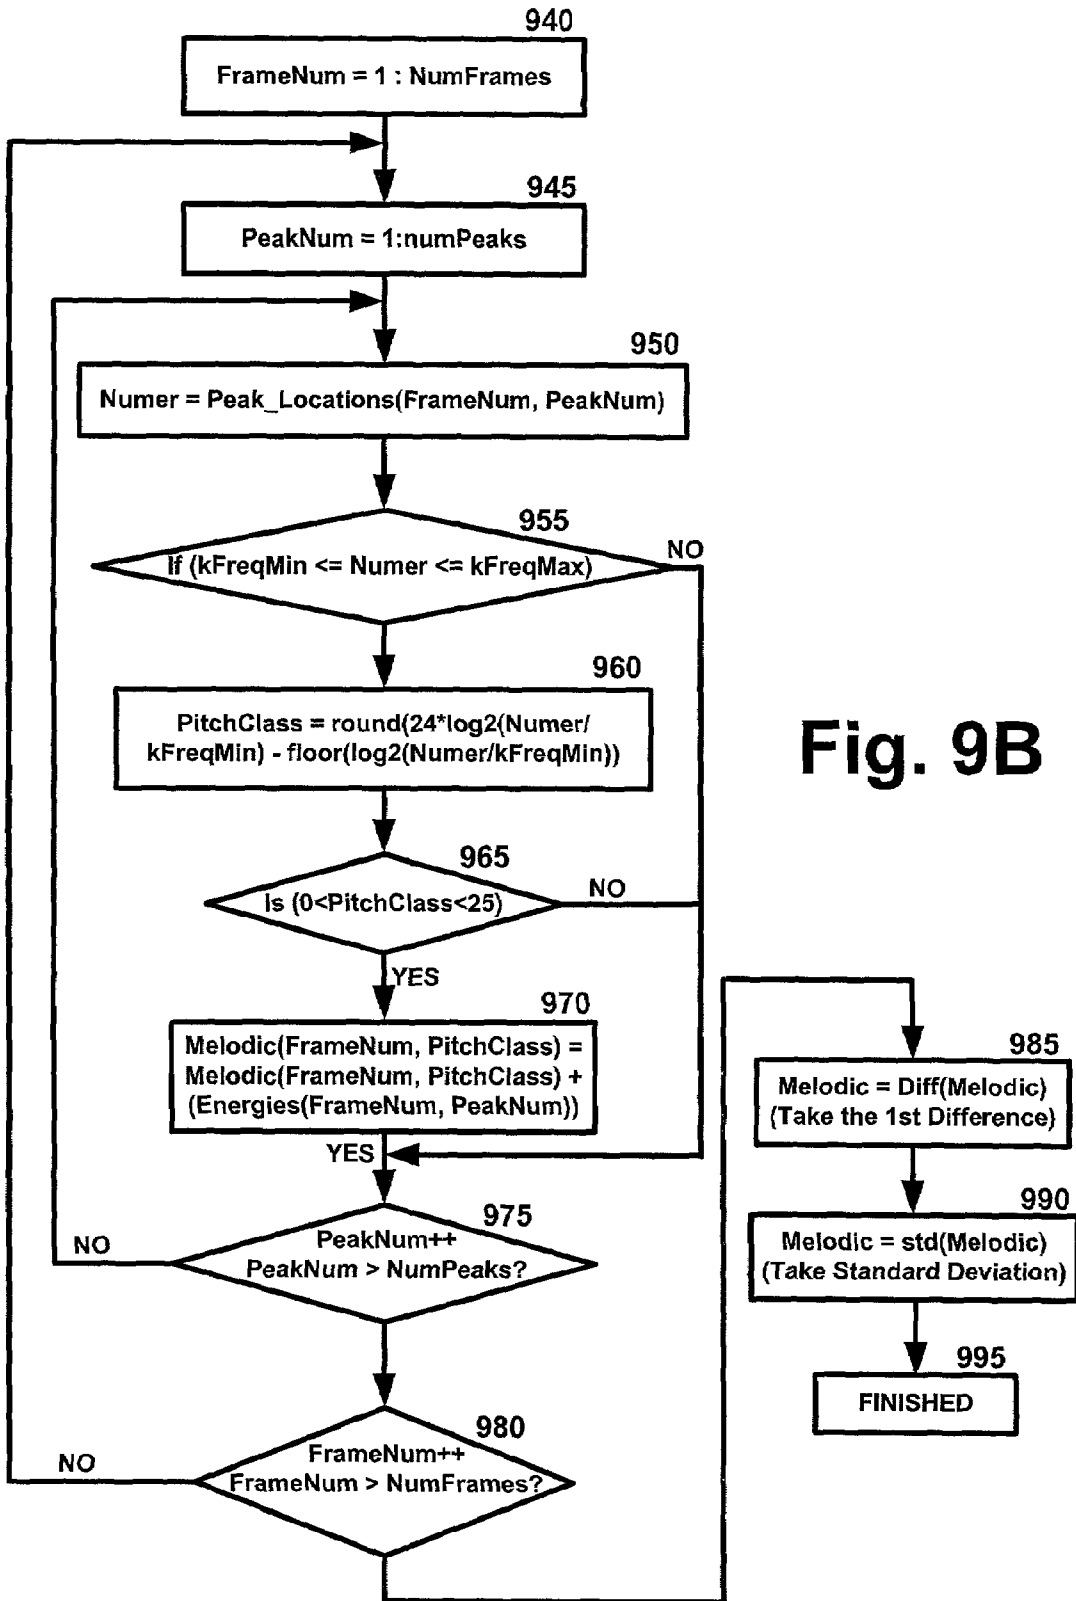 940
FrameNum = 1 : NumFrames
945
PeakNum = 1:numPeaks
950
Numer = Peak_Locations(FrameNum, PeakNum)
955
If (kFreqMin <= Numer <= kFreqMax)
NO
960
PitchClass = round(24*log2(Numer/
kFreqMin) - floor(log2(Numer/kFreqMin))
Fig. 9B
965
Is (0<PitchClass<25)
NO
YES
970
Melodic(FrameNum, PitchClass) =
Melodic(FrameNum, PitchClass) +
(Energies(FrameNum, PeakNum))
YES
975
PeakNum++
PeakNum > NumPeaks?
NO
980
FrameNum++
FrameNum > NumFrames?
NO
985
Melodic = Diff(Melodic)
(Take the 1st Difference)
990
Melodic = std(Melodic)
(Take Standard Deviation)
995
FINISHED